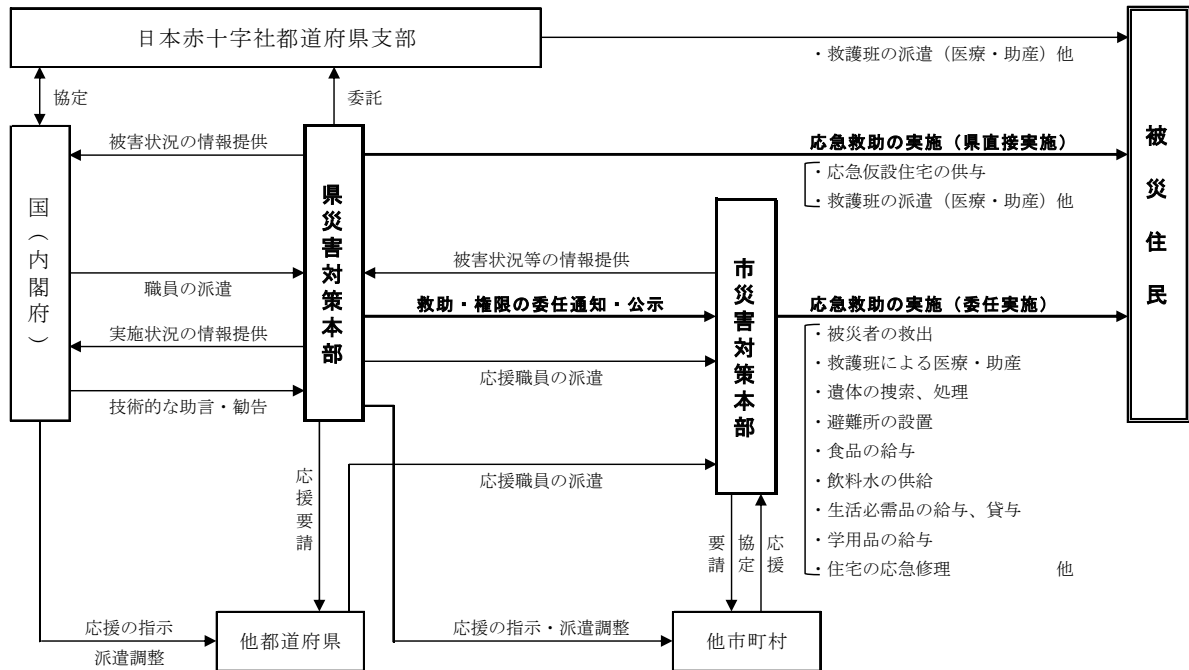 日本赤十字社都道府県支部
・救護班の派遣（医療・助産）他
協定
委託
被害状況の情報提供
応急救助の実施（県直接実施）
・応急仮設住宅の供与
・救護班の派遣（医療・助産）他
国（内閣府）
県災害対策本部
市災害対策本部
被災住民
被害状況等の情報提供
職員の派遣
救助・権限の委任通知・公示
応急救助の実施（委任実施）
実施状況の情報提供
・被災者の救出
・救護班による医療・助産
・遺体の捜索、処理
・避難所の設置
・食品の給与
・飲料水の供給
・生活必需品の給与、貸与
・学用品の給与
・住宅の応急修理　他
応援職員の派遣
技術的な助言・勧告
応援要請
応援職員の派遣
要請
協定
応援
応援の指示
派遣調整
他都道府県
応援の指示・派遣調整
他市町村